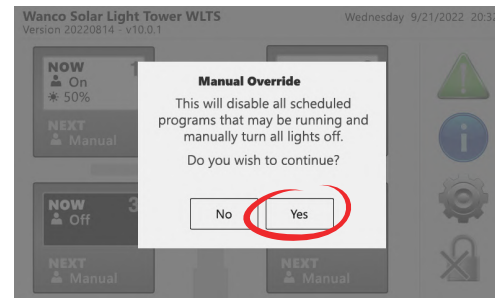 Wanco Solar Light Tower WLTS
Wednesday 9/21/2022 20:32
Version 20220814 - v10.0.1
NOW 1
On
50%
NEXT
Manual
Manual Override
This will disable all scheduled
programs that may be running and
manually turn all lights off.
Do you wish to continue?
No Yes
NOW 3
Off
NEXT
Manual
NEXT
Manual